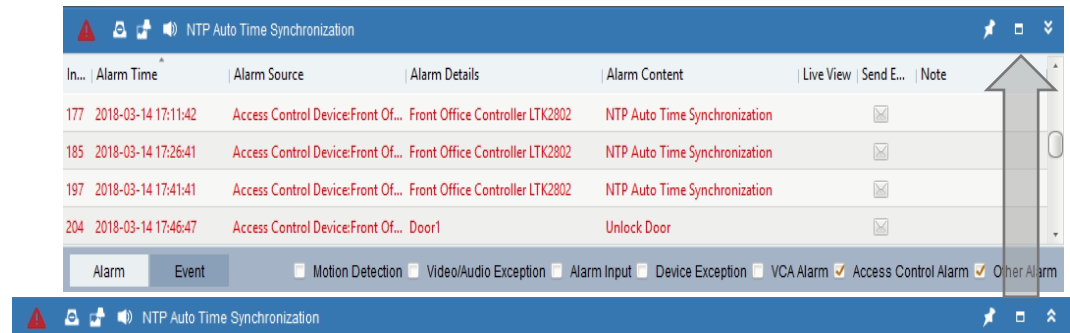 NTP Auto Time Synchronization
In... Alarm Time Alarm Source Alarm Details Alarm Content Live View Send E... Note
177 2018-03-14 17:11:42 Access Control Device:Front Of... Front Office Controller LTK2802 NTP Auto Time Synchronization
185 2018-03-14 17:26:41 Access Control Device:Front Of... Front Office Controller LTK2802 NTP Auto Time Synchronization
197 2018-03-14 17:41:41 Access Control Device:Front Of... Front Office Controller LTK2802 NTP Auto Time Synchronization
204 2018-03-14 17:46:47 Access Control Device:Front Of... Door1 Unlock Door
Alarm Event Motion Detection Video/Audio Exception Alarm Input Device Exception VCA Alarm Access Control Alarm Other Alarm
NTP Auto Time Synchronization